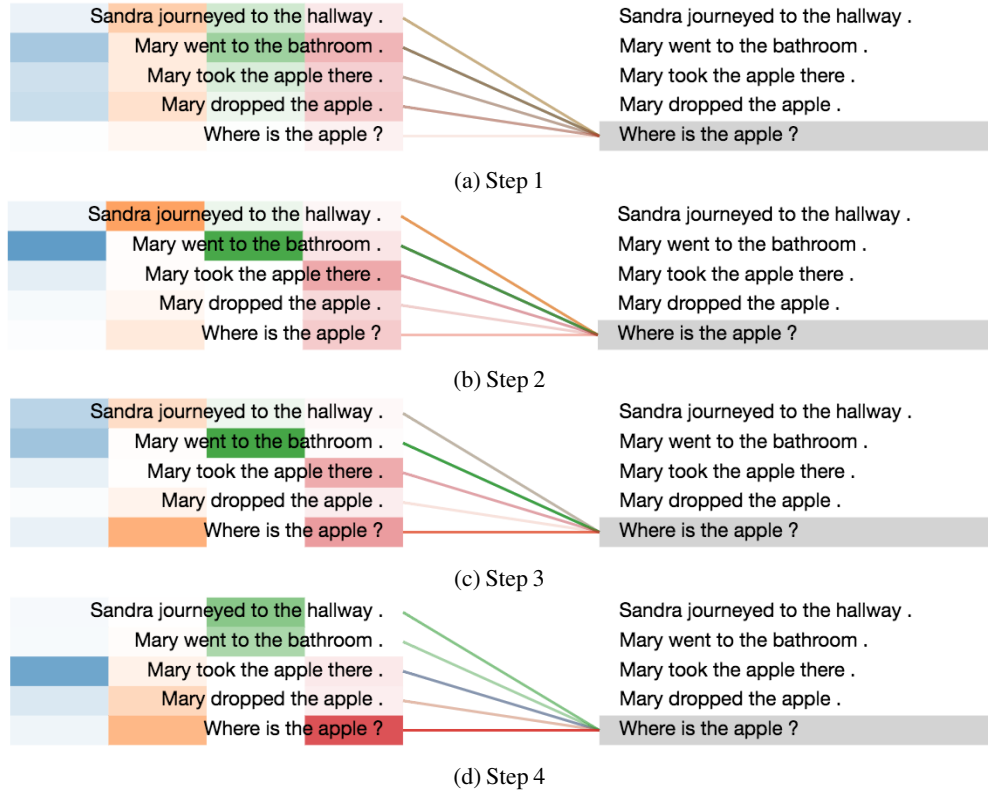 Sandra journeyed to the hallway . Sandra journeyed to the hallway .
Mary went to the bathroom . Mary went to the bathroom .
Mary took the apple there . Mary took the apple there .
Mary dropped the apple . Mary dropped the apple .
Where is the apple ? Where is the apple ?
(a) Step 1
Sandra journeyed to the hallway . Sandra journeyed to the hallway .
Mary went to the bathroom . Mary went to the bathroom .
Mary took the apple there . Mary took the apple there .
Mary dropped the apple . Mary dropped the apple .
Where is the apple ? Where is the apple ?
(b) Step 2
Sandra journeyed to the hallway . Sandra journeyed to the hallway .
Mary went to the bathroom . Mary went to the bathroom .
Mary took the apple there . Mary took the apple there .
Mary dropped the apple . Mary dropped the apple .
Where is the apple ? Where is the apple ?
(c) Step 3
Sandra journeyed to the hallway . Sandra journeyed to the hallway .
Mary went to the bathroom . Mary went to the bathroom .
Mary took the apple there . Mary took the apple there .
Mary dropped the apple . Mary dropped the apple .
Where is the apple ? Where is the apple ?
(d) Step 4